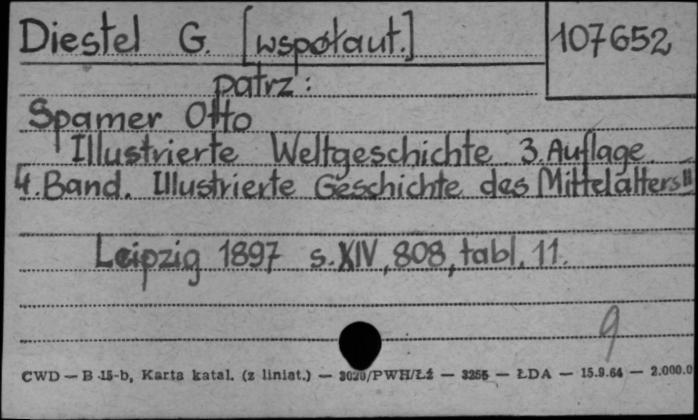 Diestel G. [współaut.]
107652
patrz:
Spamer Otto
Illustrierte Weltgeschichte 3. Auflage
4. Band. Illustrierte Geschichte des Mittelalters II
Leipzig 1897 s. XIV, 808, tabl. 11.
9
CWD — B 15-b, Karta katal. (z liniat.) — 3020/PWH/Łź — 3255 — ŁDA — 15.9.64 — 2.000.0